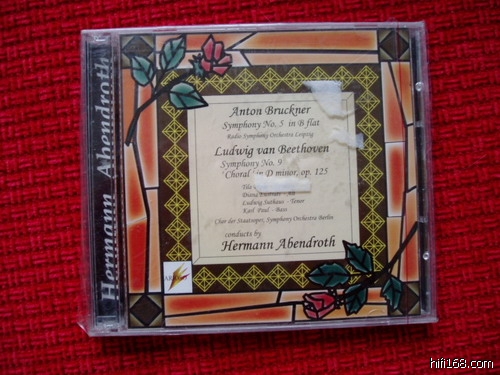 Hermann Abendroth
Anton Bruckner
Symphony No. 5 in B flat
Radio Symphony Orchestra Leipzig
Ludwig van Beethoven
Symphony No. 9
Choral in D minor, op. 125
Diana
Ludwig Suthaus - Tenor
Karl Paul - Bass
Chor der Staatsoper, Symphony Orchestra Berlin
conducts by
Hermann Abendroth
hifi168.com